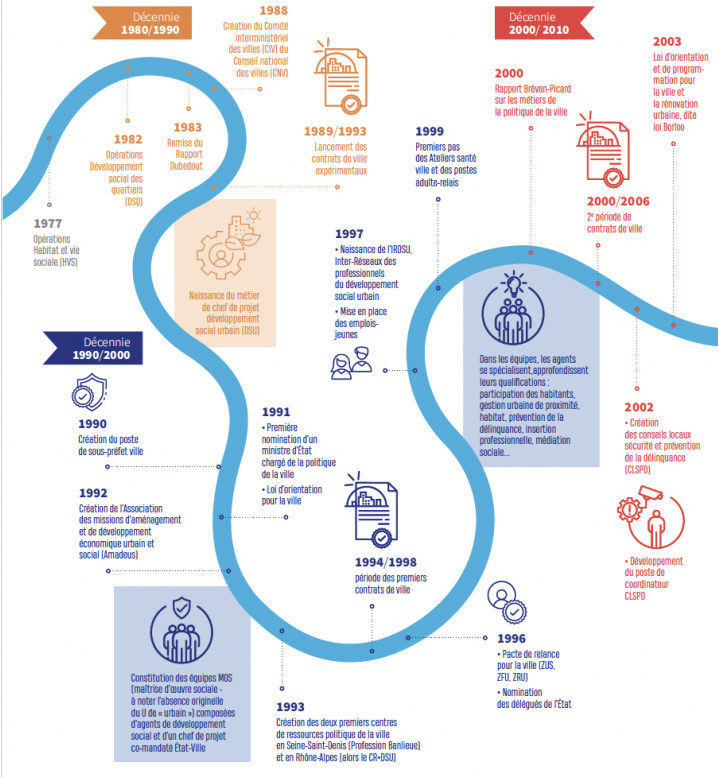 Décennie
1980/1990
1977
Opérations
Habitat et vie
sociale (HVS)
1982
Opérations
Développement
social des
quartiers
(DSQ)
1983
Remise du
Rapport
Dubedout
1988
Création du Comité
interministériel
des villes (CIV) du
Conseil national
des villes (CNV)
1989/1993
Lancement des
contrats de ville
expérimentaux
Naissance du métier
de chef de projet
développement
social urbain (DSU)
Décennie
1990/2000
1990
Création du poste
de sous-préfet ville
1991
• Première
nomination d'un
ministre d'État
chargé de la politique
de la ville
• Loi d'orientation
pour la ville
1992
Création de l'Association
des missions d'aménagement
et de développement
économique urbain et
social (Amadeus)
Constitution des équipes MOS
(maîtrise d'œuvre sociale -
à noter l'absence originelle
du U de « urbain ») composées
d'agents de développement
social et d'un chef de projet
co-mandaté État-Ville
1993
Création des deux premiers centres
de ressources politique de la ville
en Seine-Saint-Denis (Profession Banlieue)
et en Rhône-Alpes (alors le CR•DSU)
1994/1998
période des premiers
contrats de ville
1996
• Pacte de relance
pour la ville (ZUS,
ZFU, ZRU)
• Nomination
des délégués de l'État
1997
• Naissance de l'IRDSU,
Inter-Réseaux des
professionnels
du développement
social urbain
• Mise en place
des emplois-
jeunes
1999
Premiers pas
des Ateliers santé
ville et des postes
adulte-relais
Dans les équipes, les agents
se spécialisent,approfondissent
leurs qualifications :
participation des habitants,
gestion urbaine de proximité,
habitat, prévention de la
délinquance, insertion
professionnelle, médiation
sociale...
Décennie
2000/ 2010
2000
Rapport Brévan-Picard
sur les métiers de
la politique de la ville
2000/2006
2e période de
contrats de ville
2002
• Création
des conseils locaux
sécurité et prévention
de la délinquance
(CLSPD)
• Développement
du poste de
coordinateur
CLSPD
2003
Loi d'orientation
et de program-
mation pour
la ville et
la rénovation
urbaine, dite
loi Borloo